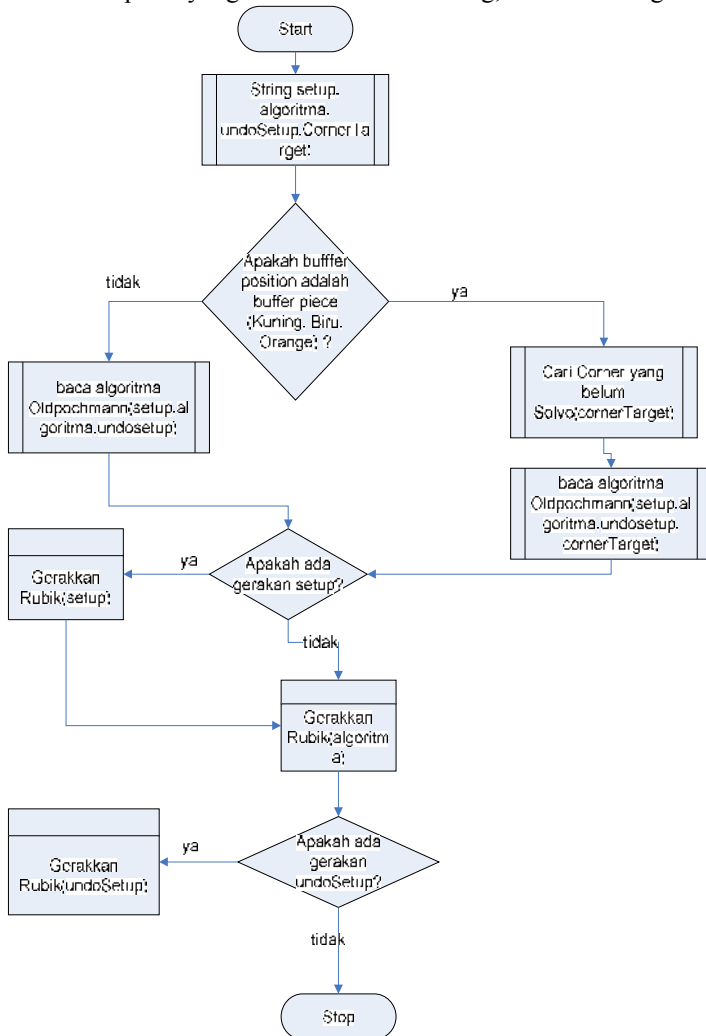 Start
String setup.
algoritma.
undoSetup.CornerTa
rget;
Apakah bufffer
position adalah
buffer piece
(Kuning. Biru.
Orange) ?
tidak
ya
baca algoritma
Oldpochmann(setup.al
goritma.undosetup)
Cari Corner yang
belum
Solve(cornerTarget)
baca algoritma
Oldpochmann(setup.al
goritma.undosetup.
cornerTarget)
Apakah ada
gerakan setup?
ya
Gerakkan
Rubik(setup)
tidak
Gerakkan
Rubik(algoritm
a)
Apakah ada
gerakan
undoSetup?
ya
Gerakkan
Rubik(undoSetup)
tidak
Stop